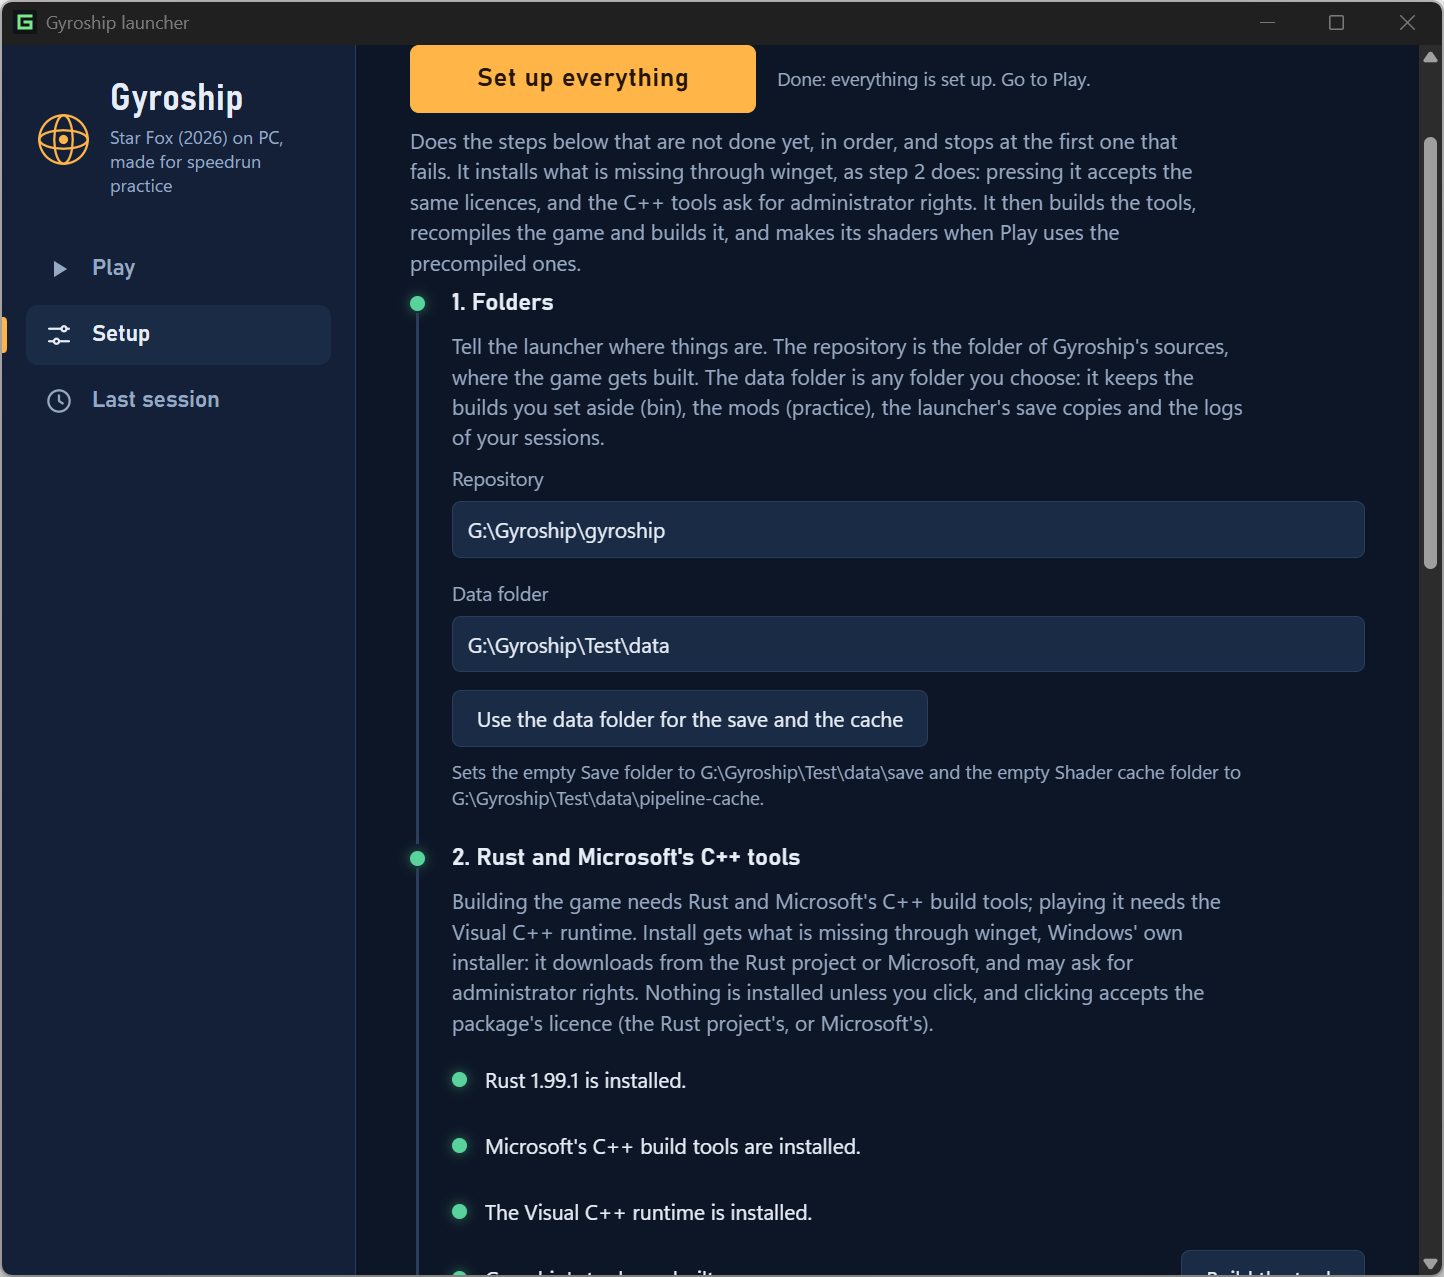 Gyroship launcher
Gyroship
Star Fox (2026) on PC,
made for speedrun
practice
Play
Setup
Last session
Set up everything
Done: everything is set up. Go to Play.
Does the steps below that are not done yet, in order, and stops at the first one that
fails. It installs what is missing through winget, as step 2 does: pressing it accepts the
same licences, and the C++ tools ask for administrator rights. It then builds the tools,
recompiles the game and builds it, and makes its shaders when Play uses the
precompiled ones.
1. Folders
Tell the launcher where things are. The repository is the folder of Gyroship's sources,
where the game gets built. The data folder is any folder you choose: it keeps the
builds you set aside (bin), the mods (practice), the launcher's save copies and the logs
of your sessions.
Repository
G:\Gyroship\gyroship
Data folder
G:\Gyroship\Test\data
Use the data folder for the save and the cache
Sets the empty Save folder to G:\Gyroship\Test\data\save and the empty Shader cache folder to
G:\Gyroship\Test\data\pipeline-cache.
2. Rust and Microsoft's C++ tools
Building the game needs Rust and Microsoft's C++ build tools; playing it needs the
Visual C++ runtime. Install gets what is missing through winget, Windows' own
installer: it downloads from the Rust project or Microsoft, and may ask for
administrator rights. Nothing is installed unless you click, and clicking accepts the
package's licence (the Rust project's, or Microsoft's).
Rust 1.99.1 is installed.
Microsoft's C++ build tools are installed.
The Visual C++ runtime is installed.